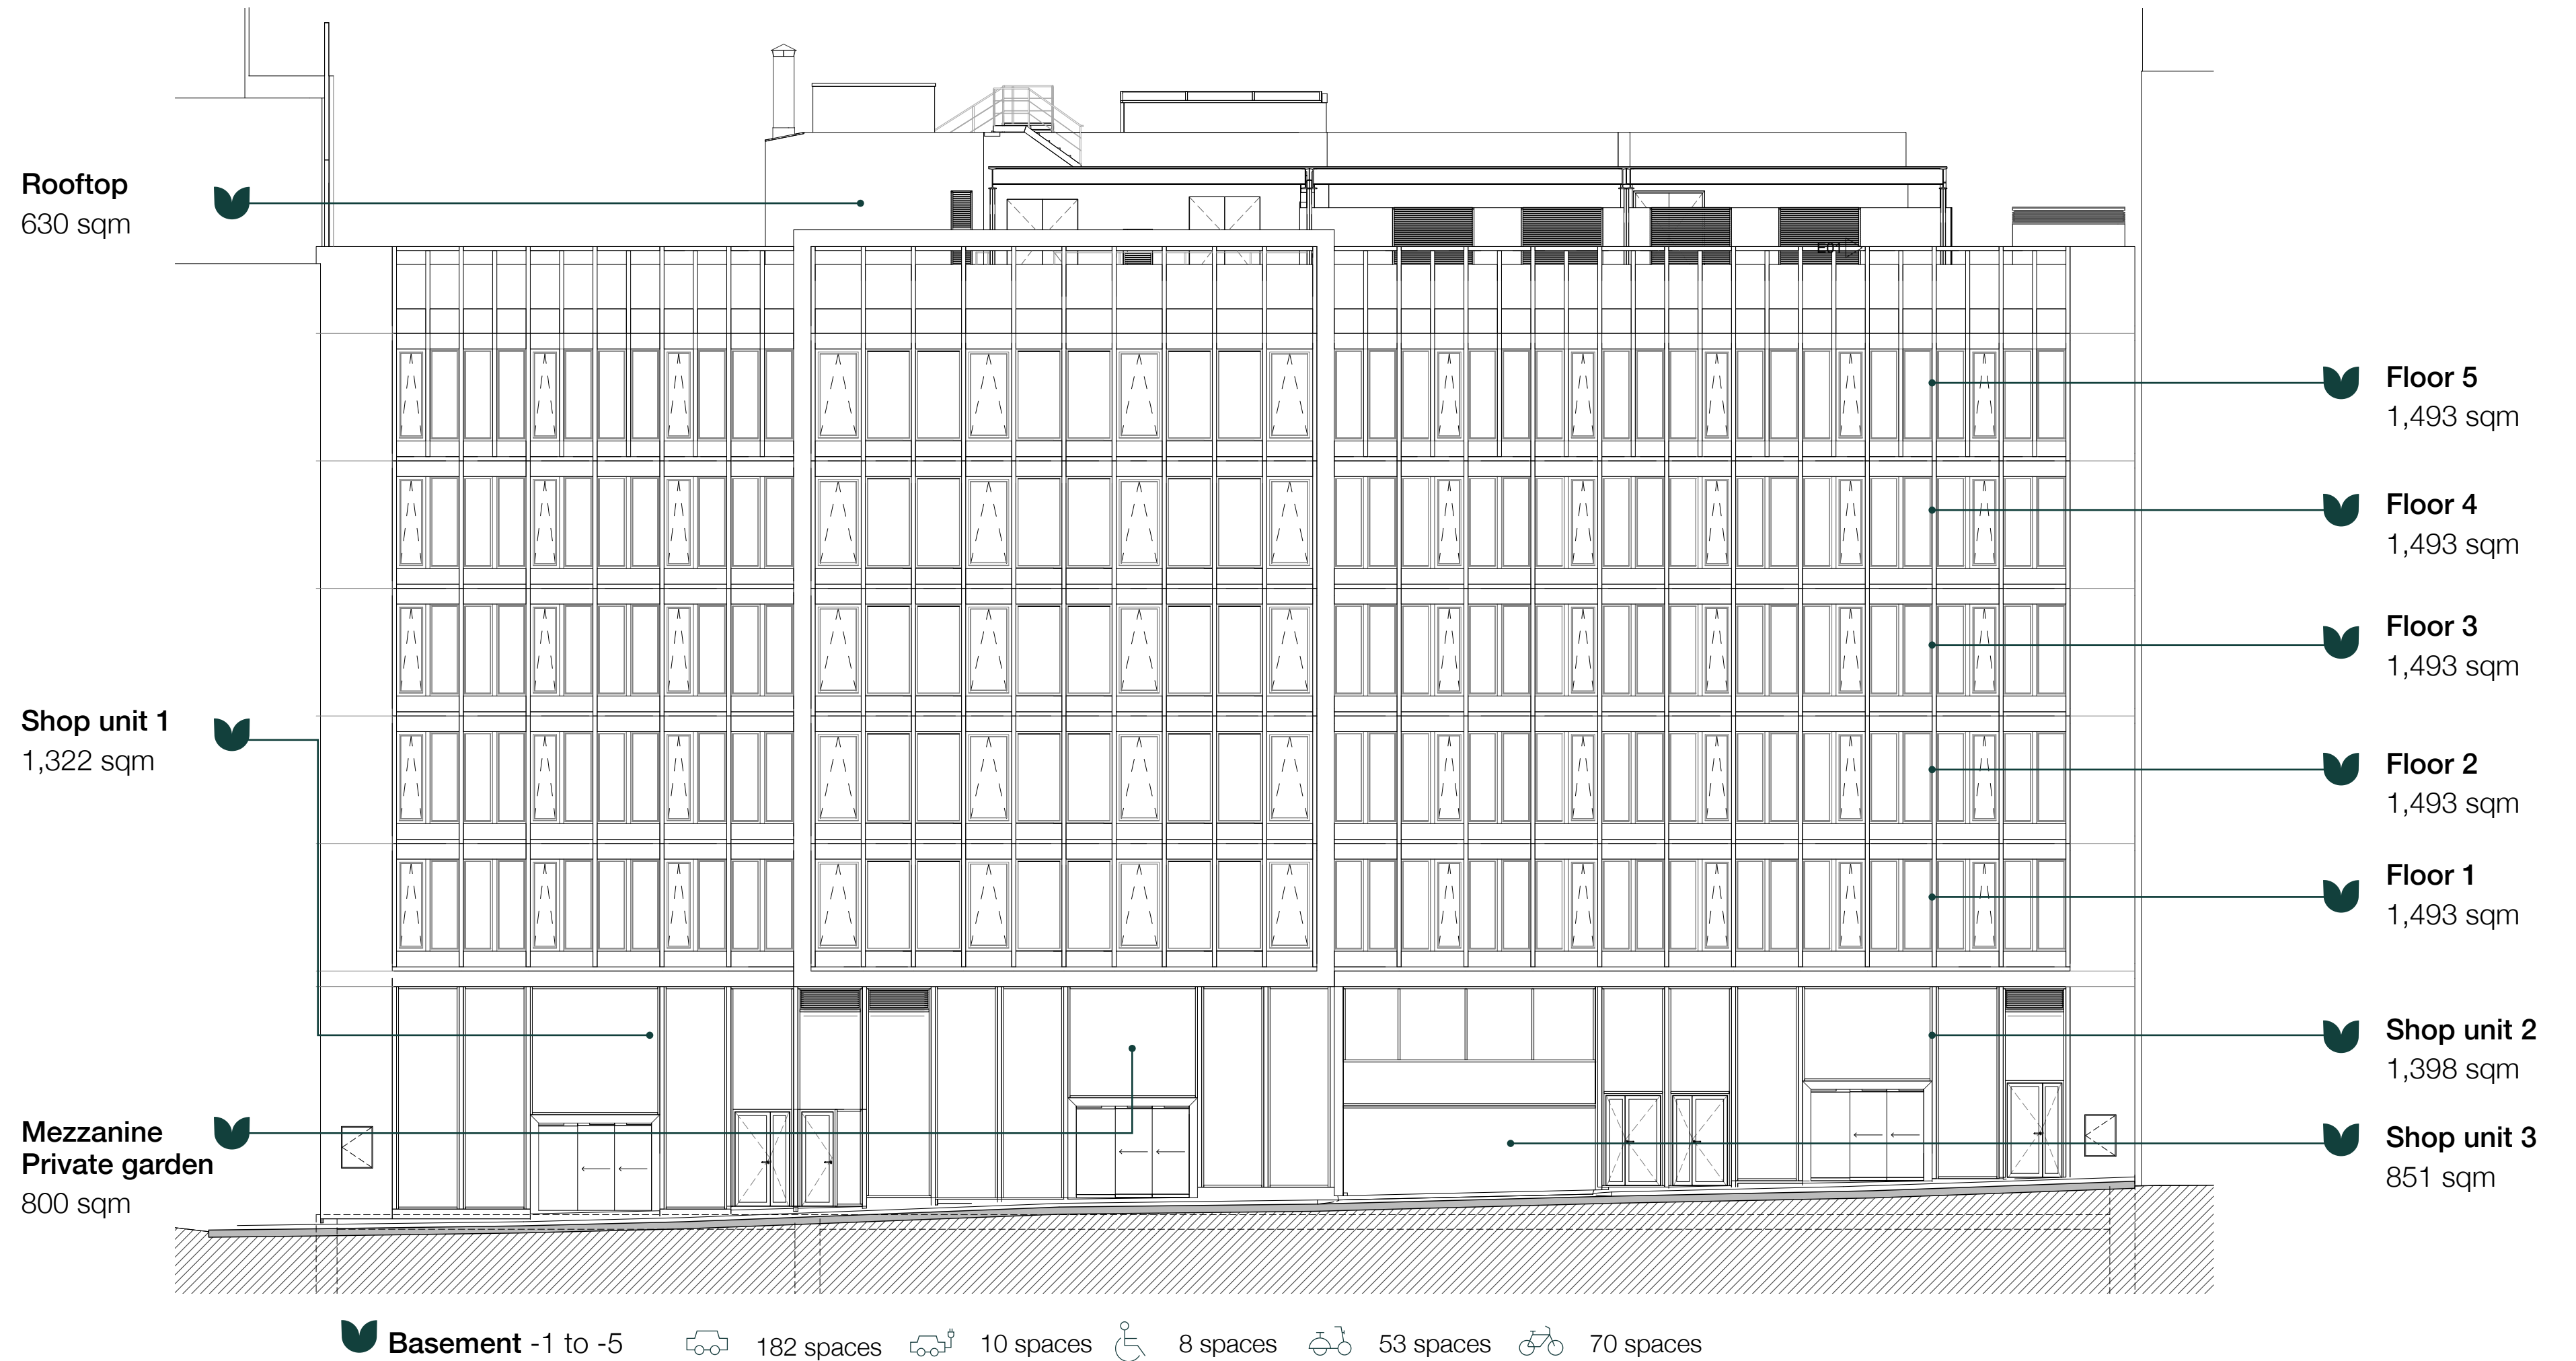 Rooftop
630 sqm
E01
Floor 5
1,493 sqm
Floor 4
1,493 sqm
Floor 3
1,493 sqm
Shop unit 1
1,322 sqm
Floor 2
1,493 sqm
Floor 1
1,493 sqm
Shop unit 2
1,398 sqm
Mezzanine
Private garden
800 sqm
Shop unit 3
851 sqm
Basement -1 to -5 182 spaces 10 spaces 8 spaces 53 spaces 70 spaces